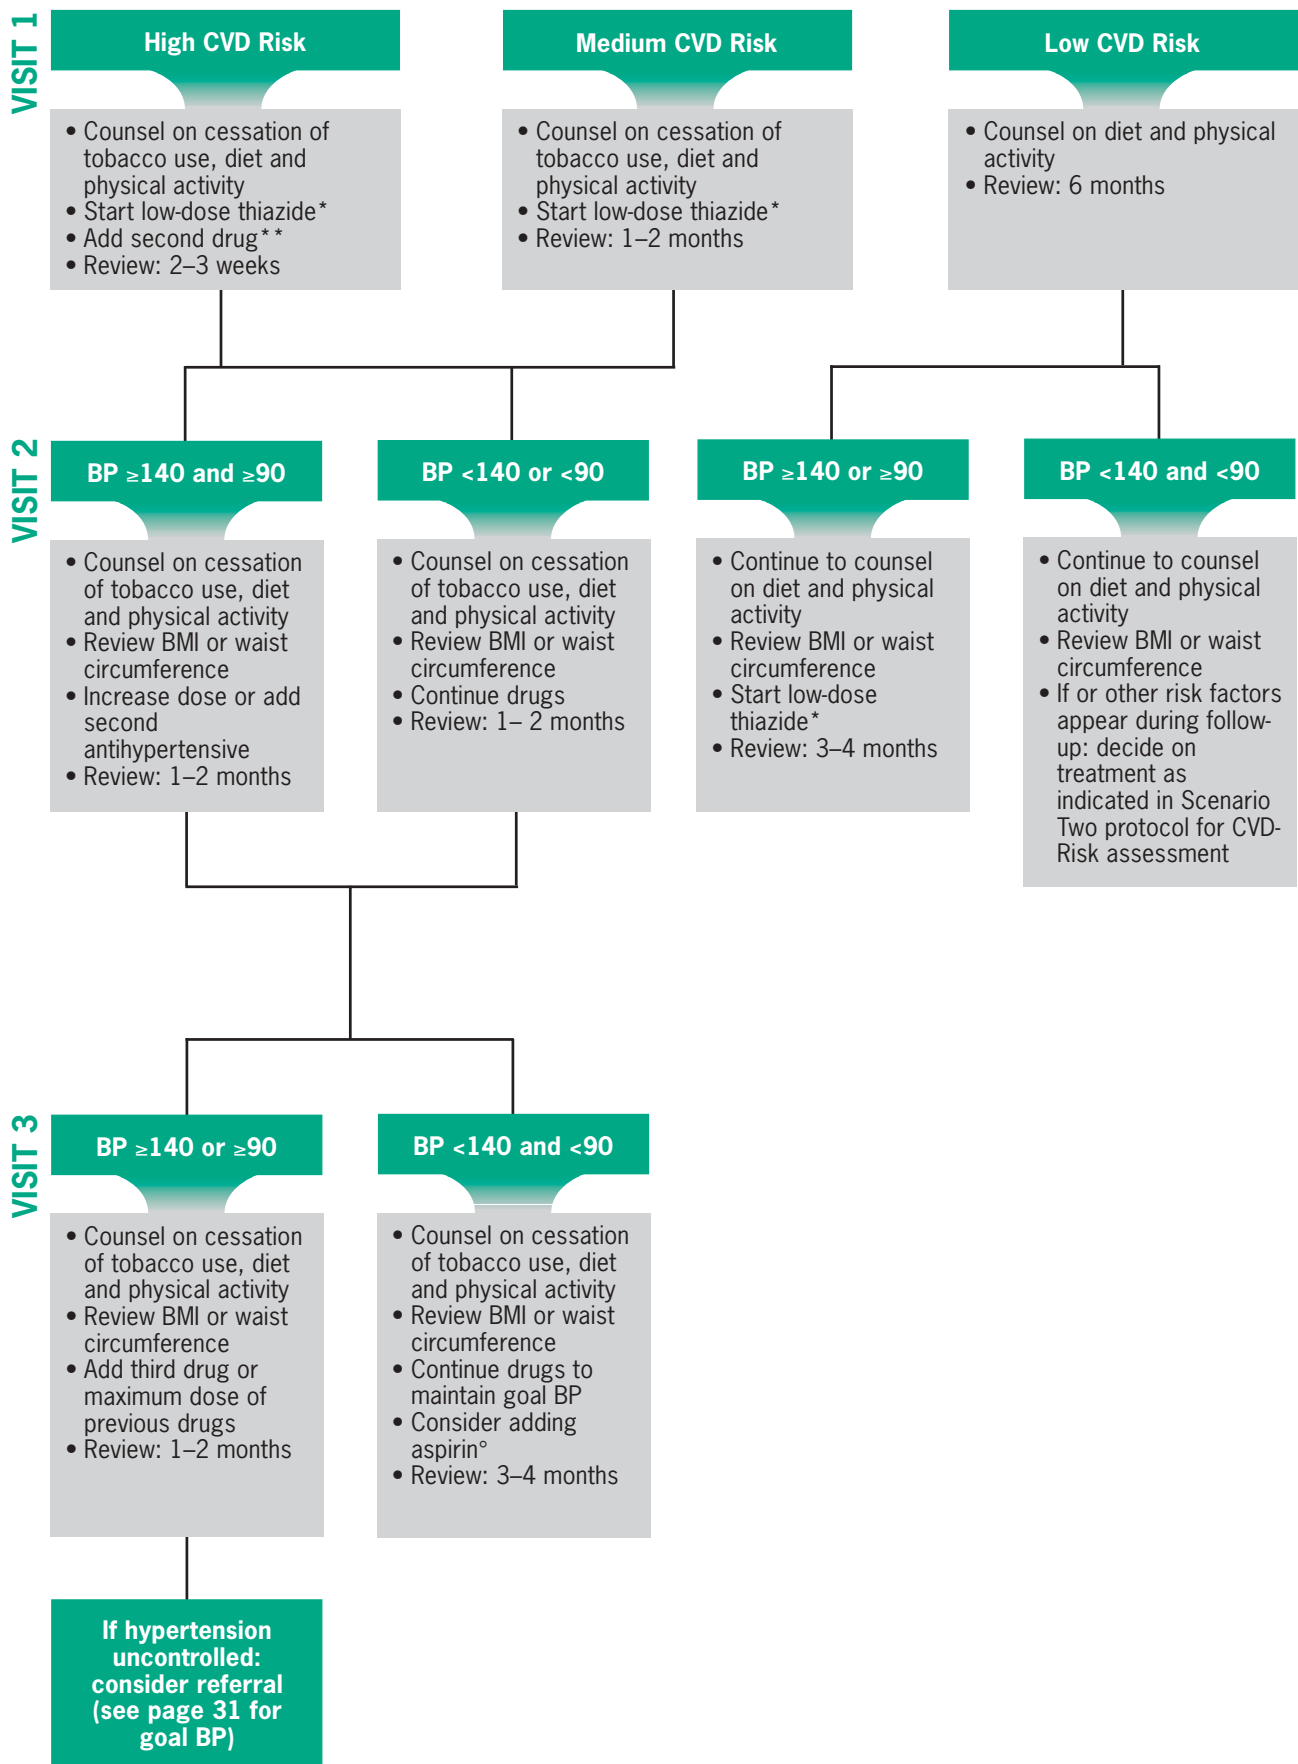 VISIT 1
High CVD Risk
• Counsel on cessation of
tobacco use, diet and
physical activity
• Start low-dose thiazide*
• Add second drug**
• Review: 2–3 weeks
Medium CVD Risk
• Counsel on cessation of
tobacco use, diet and
physical activity
• Start low-dose thiazide*
• Review: 1–2 months
Low CVD Risk
• Counsel on diet and physical
activity
• Review: 6 months
VISIT 2
BP ≥140 and ≥90
• Counsel on cessation
of tobacco use, diet
and physical activity
• Review BMI or waist
circumference
• Increase dose or add
second
antihypertensive
• Review: 1–2 months
BP <140 or <90
• Counsel on cessation
of tobacco use, diet
and physical activity
• Review BMI or waist
circumference
• Continue drugs
• Review: 1– 2 months
BP ≥140 or ≥90
• Continue to counsel
on diet and physical
activity
• Review BMI or waist
circumference
• Start low-dose
thiazide*
• Review: 3–4 months
BP <140 and <90
• Continue to counsel
on diet and physical
activity
• Review BMI or waist
circumference
• If or other risk factors
appear during follow-
up: decide on
treatment as
indicated in Scenario
Two protocol for CVD-
Risk assessment
VISIT 3
BP ≥140 or ≥90
• Counsel on cessation
of tobacco use, diet
and physical activity
• Review BMI or waist
circumference
• Add third drug or
maximum dose of
previous drugs
• Review: 1–2 months
BP <140 and <90
• Counsel on cessation
of tobacco use, diet
and physical activity
• Review BMI or waist
circumference
• Continue drugs to
maintain goal BP
• Consider adding
aspirin°
• Review: 3–4 months
If hypertension
uncontrolled:
consider referral
(see page 31 for
goal BP)